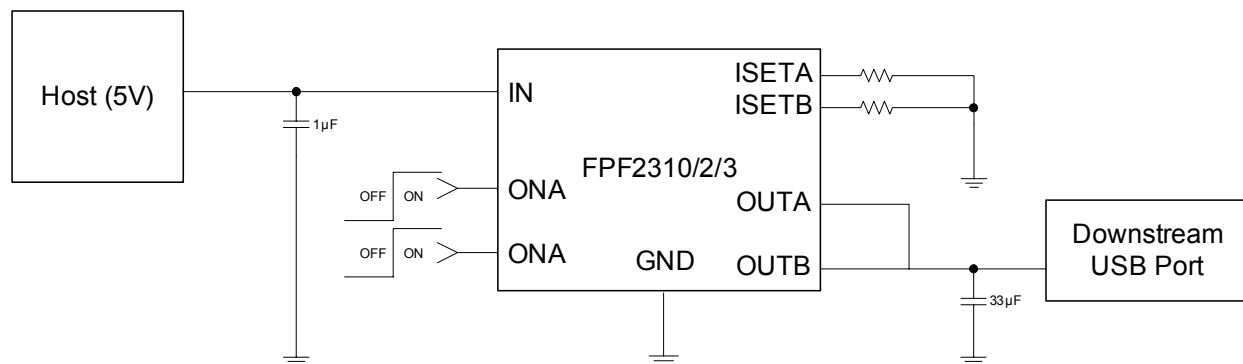 Host (5V)
1µF
OFF
ON
OFF
ON
IN
ONA
ONA
FPF2310/2/3
GND
ISETA
ISETB
OUTA
OUTB
33µF
Downstream
USB Port